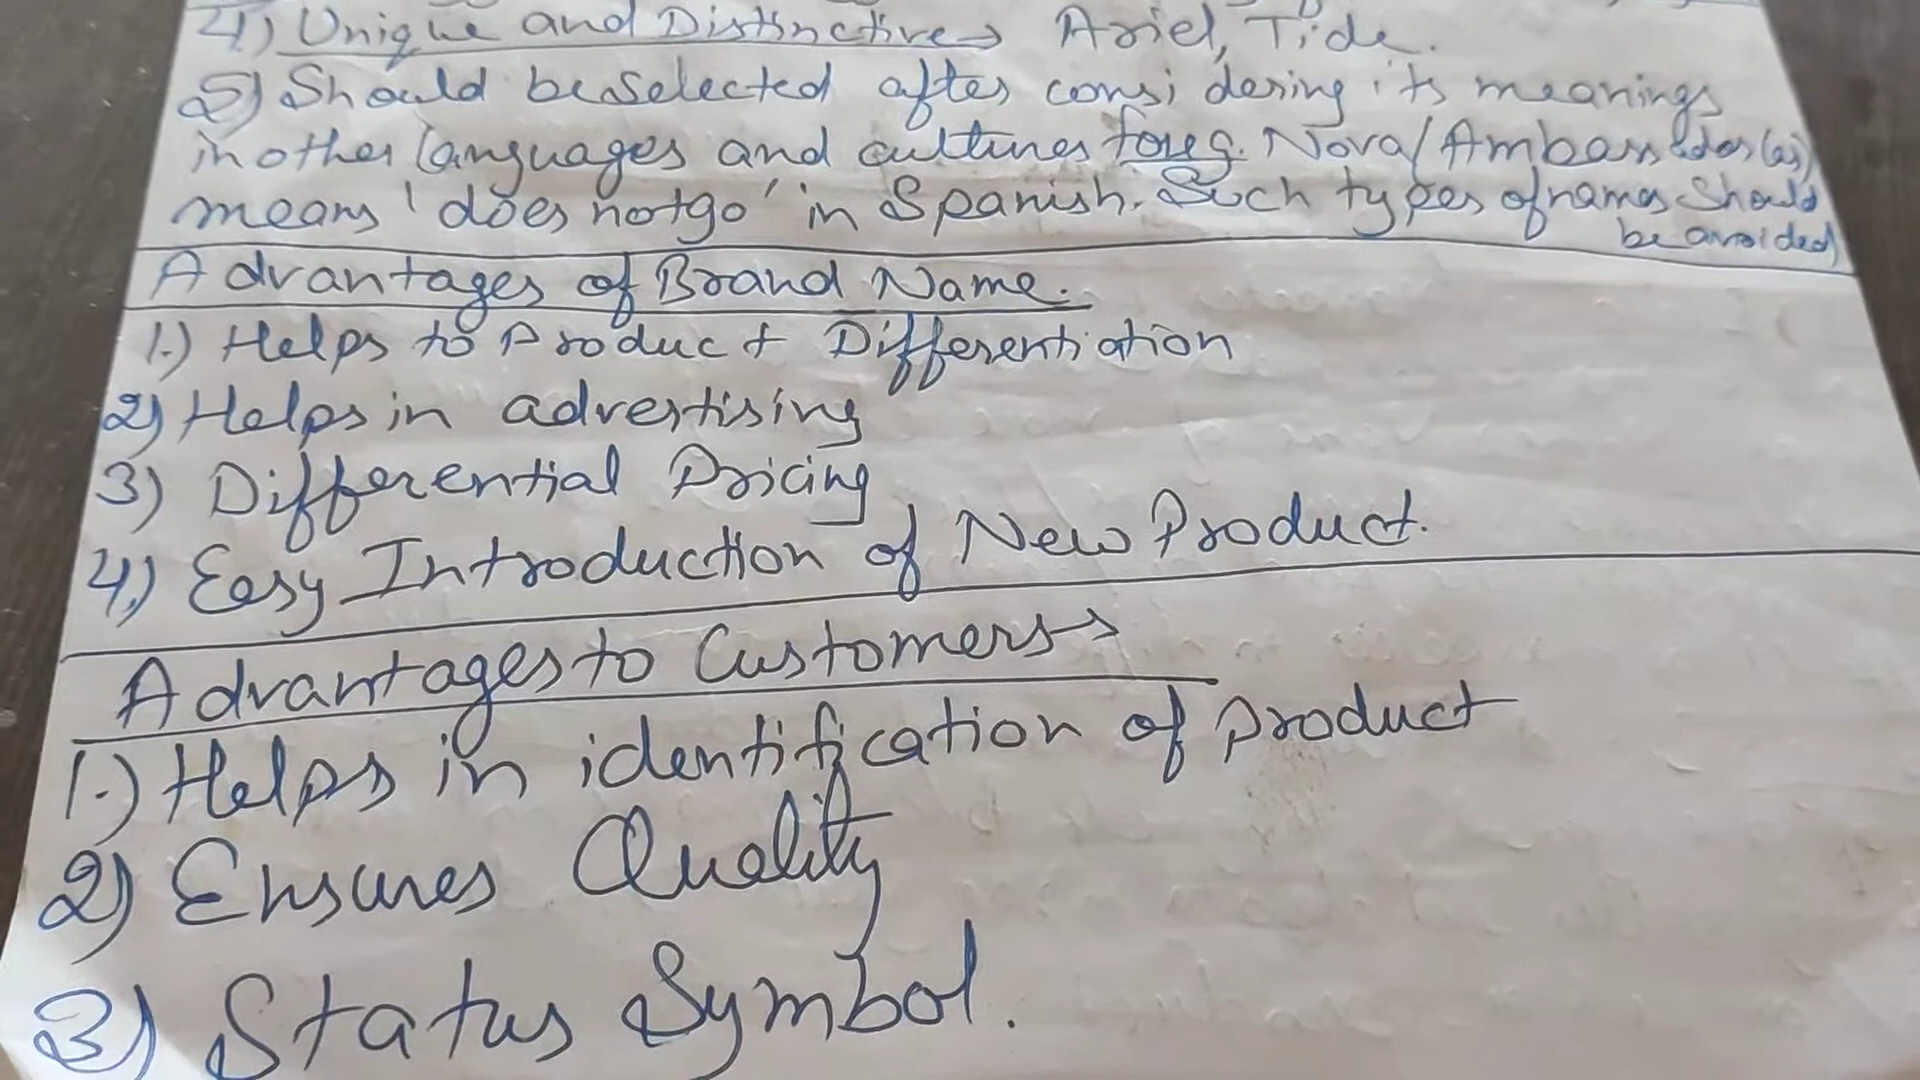 4) Unique and Distinctive → Ariel, Tide.
5) Should be selected after considering its meanings
in other languages and cultures for eg. Nova/Ambassador (as)
means 'does not go' in Spanish. Such types of names should
be avoided
Advantages of Brand Name.
1.) Helps to Product Differentiation
2) Helps in advertising
3) Differential Pricing
4.) Easy Introduction of New Product.
Advantages to Customers →
1.) Helps in identification of product
2) Ensures Quality
3) Status Symbol.